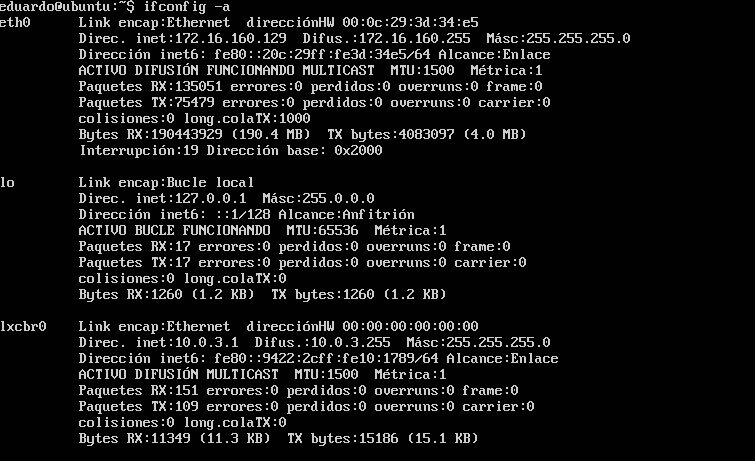 eduardo@ubuntu:~$ ifconfig -a
eth0 Link encap:Ethernet direcciónHW 00:0c:29:3d:34:e5
Direc. inet:172.16.160.129 Difus.:172.16.160.255 Másc:255.255.255.0
Dirección inet6: fe80::20c:29ff:fe3d:34e5/64 Alcance:Enlace
ACTIVO DIFUSIÓN FUNCIONANDO MULTICAST MTU:1500 Métrica:1
Paquetes RX:135051 errores:0 perdidos:0 overruns:0 frame:0
Paquetes TX:75479 errores:0 perdidos:0 overruns:0 carrier:0
colisiones:0 long.colaTX:1000
Bytes RX:190443929 (190.4 MB) TX bytes:4083097 (4.0 MB)
Interrupción:19 Dirección base: 0x2000
lo Link encap:Bucle local
Direc. inet:127.0.0.1 Másc:255.0.0.0
Dirección inet6: ::1/128 Alcance:Anfitrión
ACTIVO BUCLE FUNCIONANDO MTU:65536 Métrica:1
Paquetes RX:17 errores:0 perdidos:0 overruns:0 frame:0
Paquetes TX:17 errores:0 perdidos:0 overruns:0 carrier:0
colisiones:0 long.colaTX:0
Bytes RX:1260 (1.2 KB) TX bytes:1260 (1.2 KB)
lxcbr0 Link encap:Ethernet direcciónHW 00:00:00:00:00:00
Direc. inet:10.0.3.1 Difus.:10.0.3.255 Másc:255.255.255.0
Dirección inet6: fe80::9422:2cff:fe10:1789/64 Alcance:Enlace
ACTIVO DIFUSIÓN MULTICAST MTU:1500 Métrica:1
Paquetes RX:151 errores:0 perdidos:0 overruns:0 frame:0
Paquetes TX:109 errores:0 perdidos:0 overruns:0 carrier:0
colisiones:0 long.colaTX:0
Bytes RX:11349 (11.3 KB) TX bytes:15186 (15.1 KB)